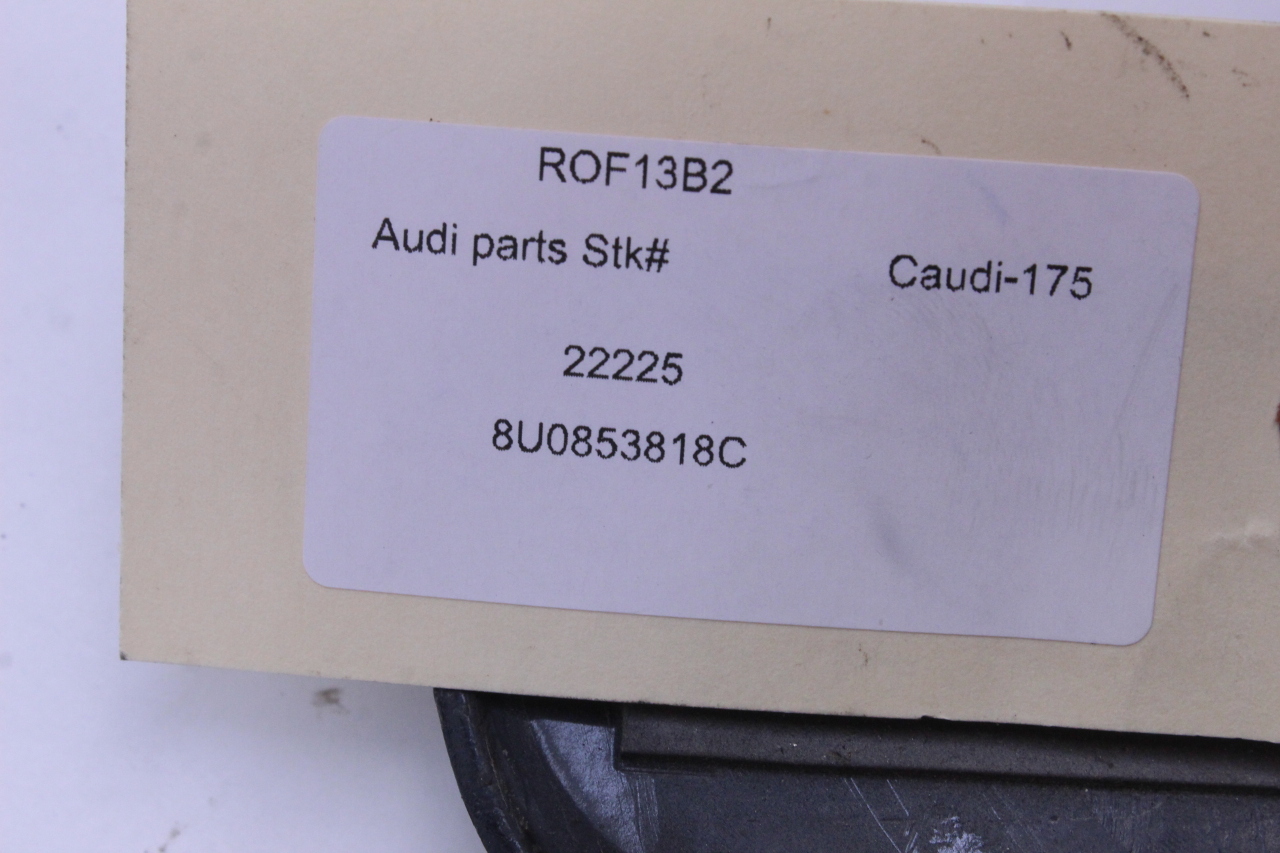 ROF13B2
Audi parts Stk# Caudi-175
22225
8U0853818C